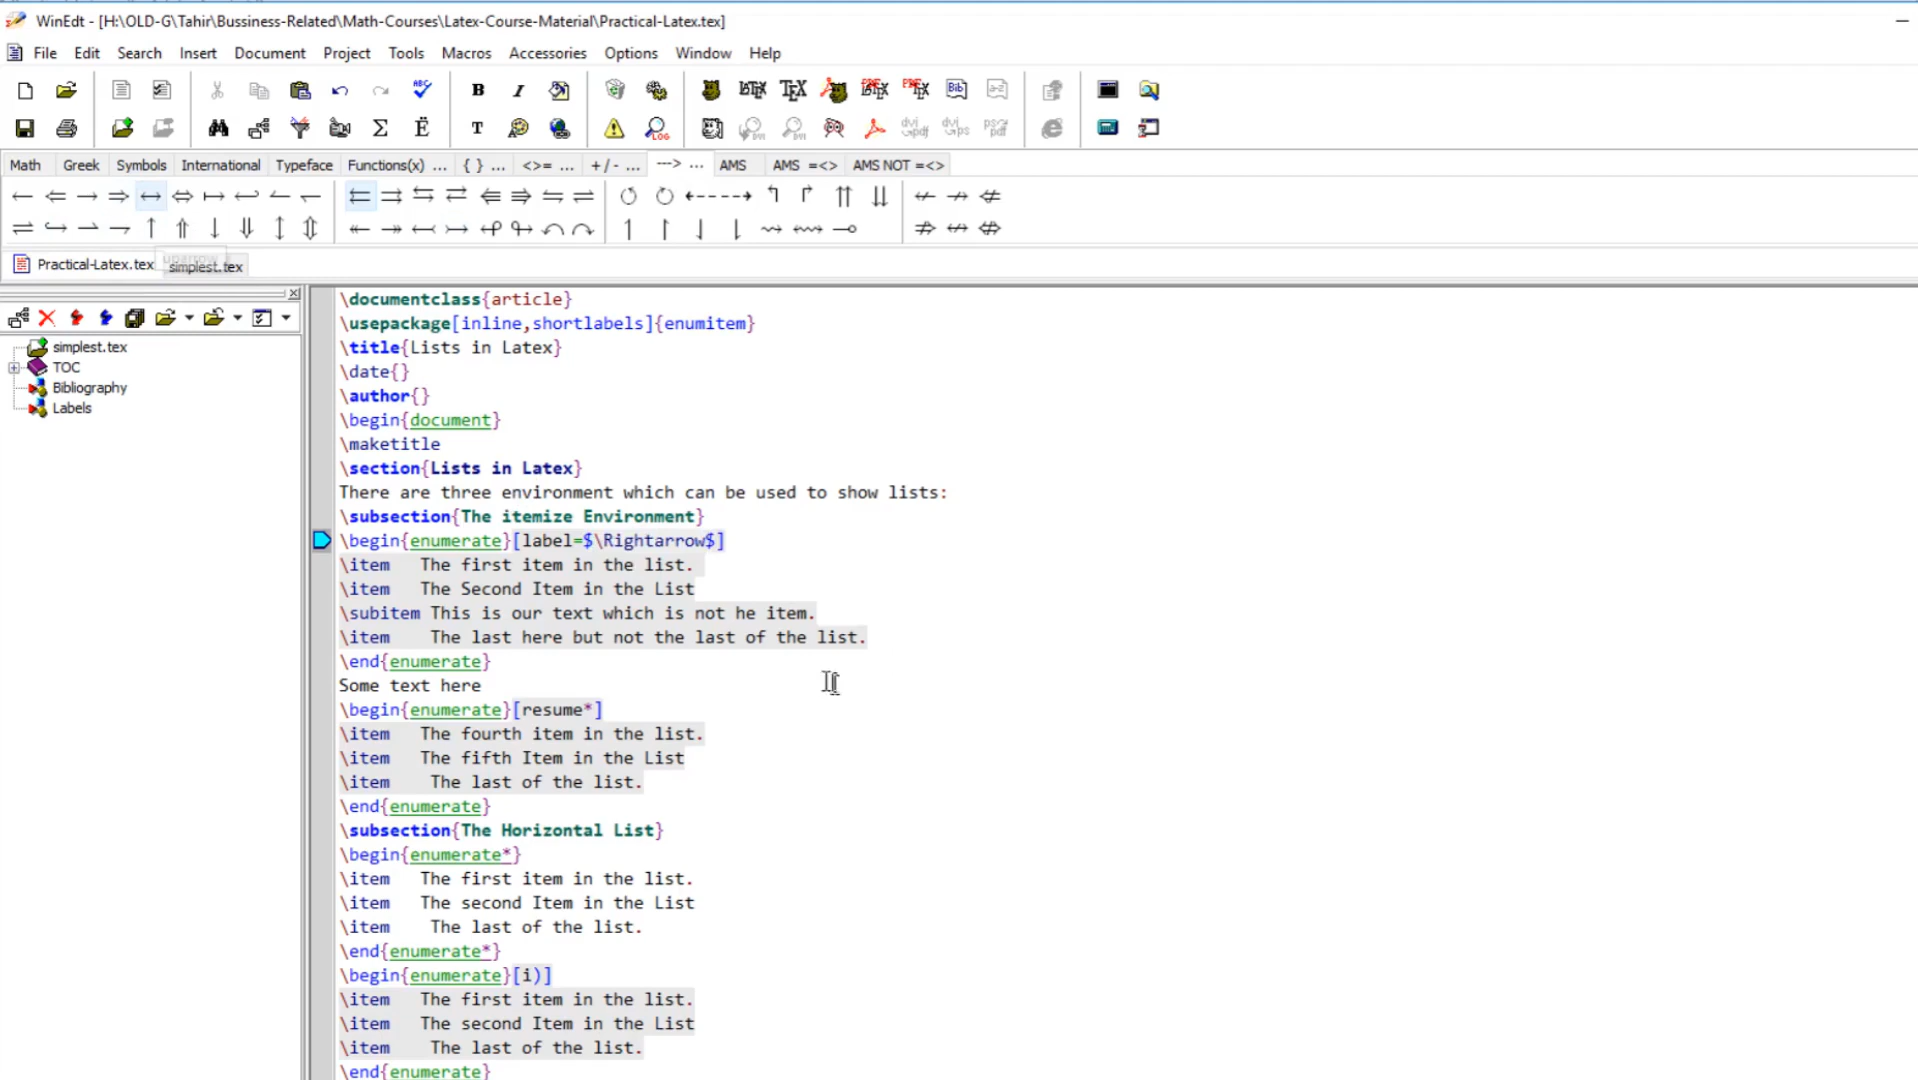 WinEdt - [H:\OLD-G\Tahir\Bussiness-Related\Math-Courses\Latex-Course-Material\Practical-Latex.tex]
File Edit Search Insert Document Project Tools Macros Accessories Options Window Help
Math Greek Symbols International Typeface Functions(x) ... { } ... <>= ... +/- ... ---> ... AMS AMS =<> AMS NOT =<>
Practical-Latex.tex simplest.tex
simplest.tex
TOC
Bibliography
Labels
\documentclass{article}
\usepackage[inline,shortlabels]{enumitem}
\title{Lists in Latex}
\date{}
\author{}
\begin{document}
\maketitle
\section{Lists in Latex}
There are three environment which can be used to show lists:
\subsection{The itemize Environment}
\begin{enumerate}[label=$\Rightarrow$]
\item   The first item in the list.
\item   The Second Item in the List
\subitem This is our text which is not he item.
\item    The last here but not the last of the list.
\end{enumerate}
Some text here
\begin{enumerate}[resume*]
\item   The fourth item in the list.
\item   The fifth Item in the List
\item    The last of the list.
\end{enumerate}
\subsection{The Horizontal List}
\begin{enumerate*}
\item   The first item in the list.
\item   The second Item in the List
\item    The last of the list.
\end{enumerate*}
\begin{enumerate}[i)]
\item   The first item in the list.
\item   The second Item in the List
\item    The last of the list.
\end{enumerate}